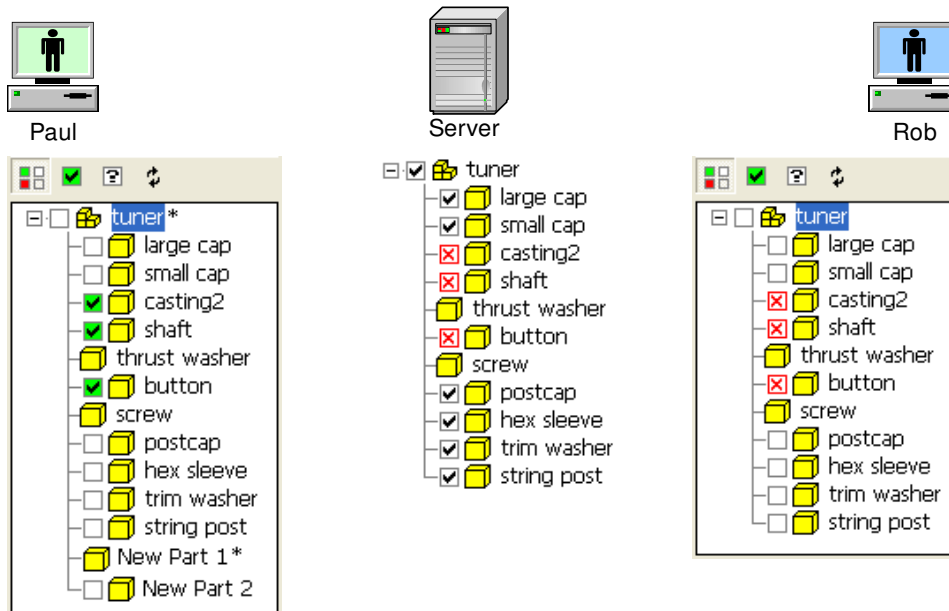 Paul
Server
Rob
tuner*
large cap
small cap
casting2
shaft
thrust washer
button
screw
postcap
hex sleeve
trim washer
string post
New Part 1*
New Part 2
tuner
large cap
small cap
casting2
shaft
thrust washer
button
screw
postcap
hex sleeve
trim washer
string post
tuner
large cap
small cap
casting2
shaft
thrust washer
button
screw
postcap
hex sleeve
trim washer
string post